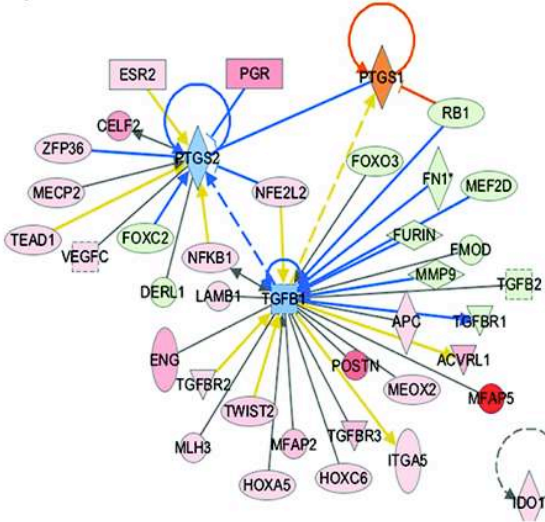 ESR2
PGR
PTGS1
CELF2
RB1
ZFP36
PTGS2
FOXO3
FN1*
MECP2
NFE2L2
MEF2D
TEAD1
FOXC2
FURIN
VEGFC
NFKB1
FMOD
MMP9
DERL1
LAMB1
TGFB1
TGFB2
APC
TGFBR1
ENG
POSTN
ACVRL1
TGFBR2
MEOX2
MFAP5
TWIST2
TGFBR3
MLH3
MFAP2
ITGA5
HOXA5
HOXC6
IDO1